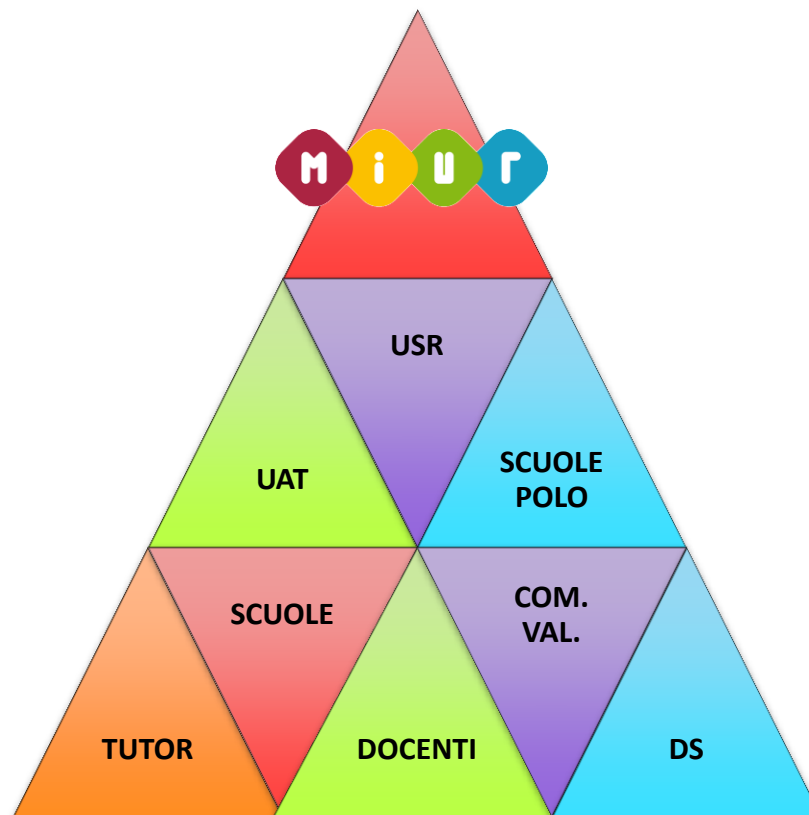 Miur
USR
UAT
SCUOLE
POLO
SCUOLE
COM.
VAL.
TUTOR
DOCENTI
DS